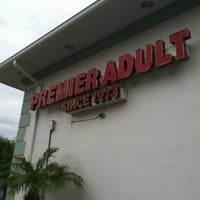 PREMIER ADULT
SINCE 1978